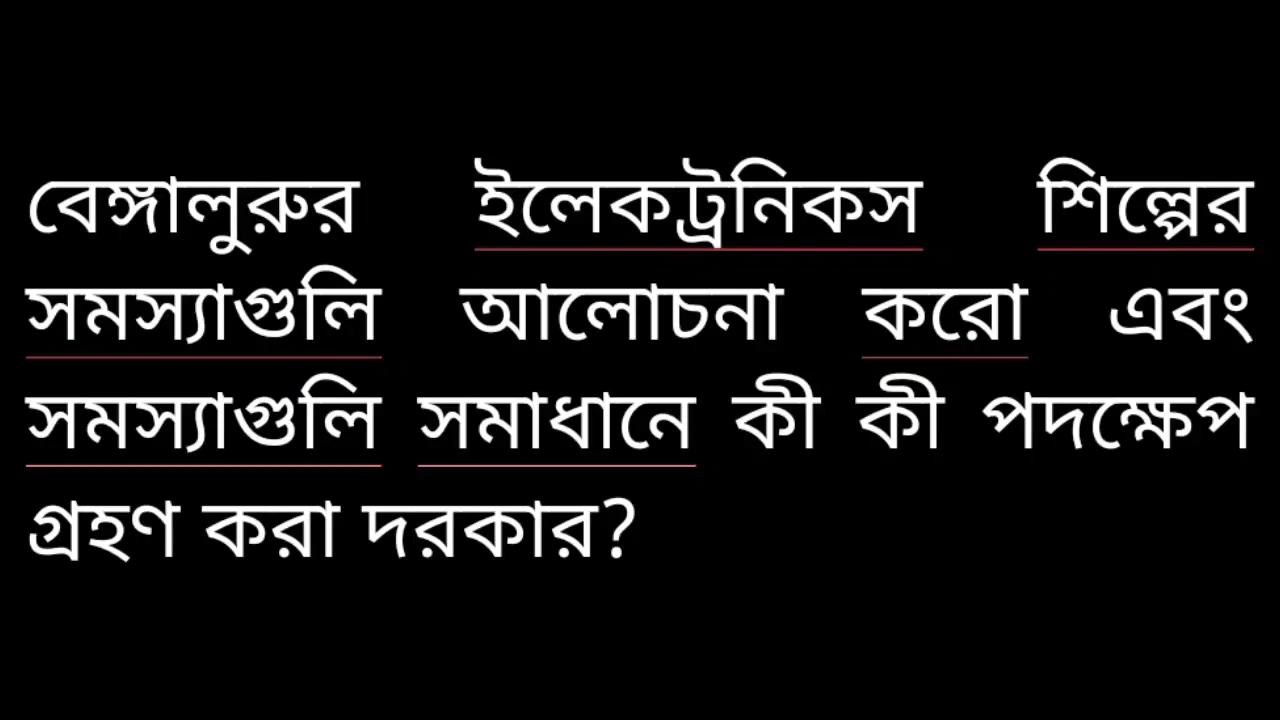 বেঙ্গালুরুর ইলেকট্রনিকস শিল্পের
সমস্যাগুলি আলোচনা করো এবং
সমস্যাগুলি সমাধানে কী কী পদক্ষেপ
গ্রহণ করা দরকার?